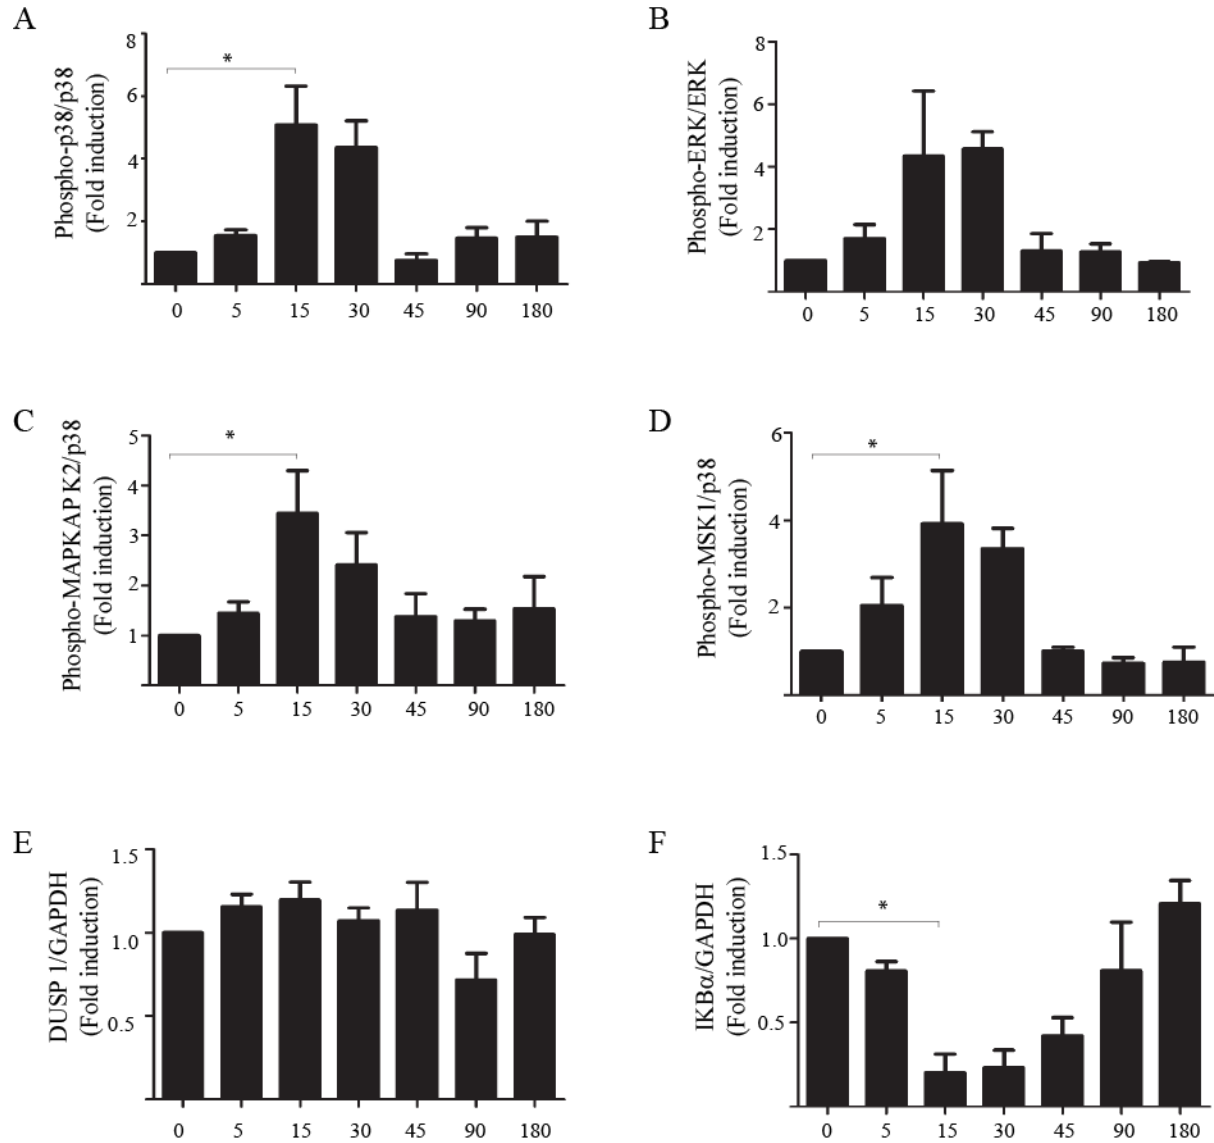 A
Phospho-p38/p38
(Fold induction)
8
6
4
2
*
0 5 15 30 45 90 180
B
Phospho-ERK/ERK
(Fold induction)
8
6
4
2
0 5 15 30 45 90 180
C
Phospho-MAPKAP K2/p38
(Fold induction)
5
4
3
2
1
*
0 5 15 30 45 90 180
D
Phospho-MSK1/p38
(Fold induction)
6
4
2
*
0 5 15 30 45 90 180
E
DUSP 1/GAPDH
(Fold induction)
1.5
1.0
0.5
0 5 15 30 45 90 180
F
IKBα/GAPDH
(Fold induction)
1.5
1.0
0.5
*
0 5 15 30 45 90 180